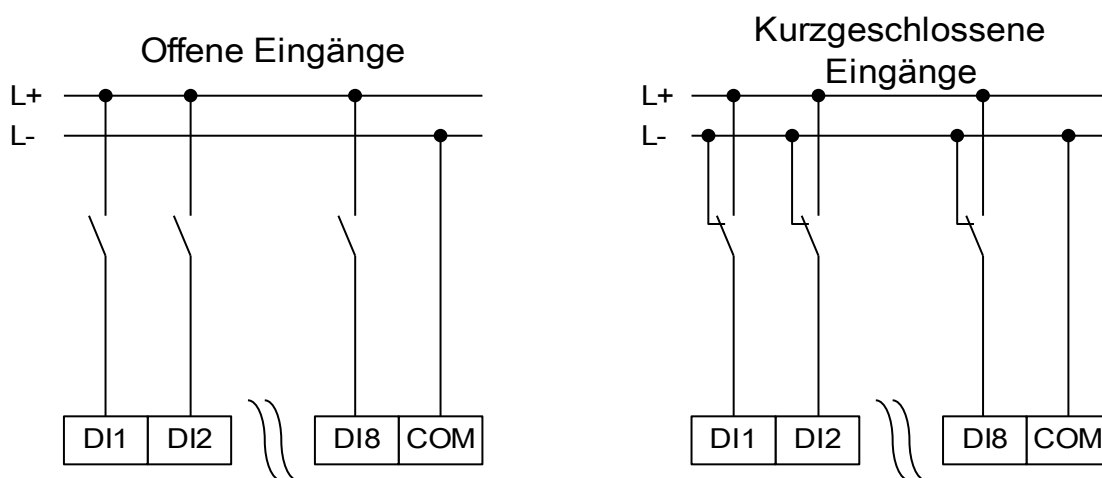 Offene Eingänge
L+
L-
DI1 DI2 DI8 COM
Kurzgeschlossene
Eingänge
L+
L-
DI1 DI2 DI8 COM